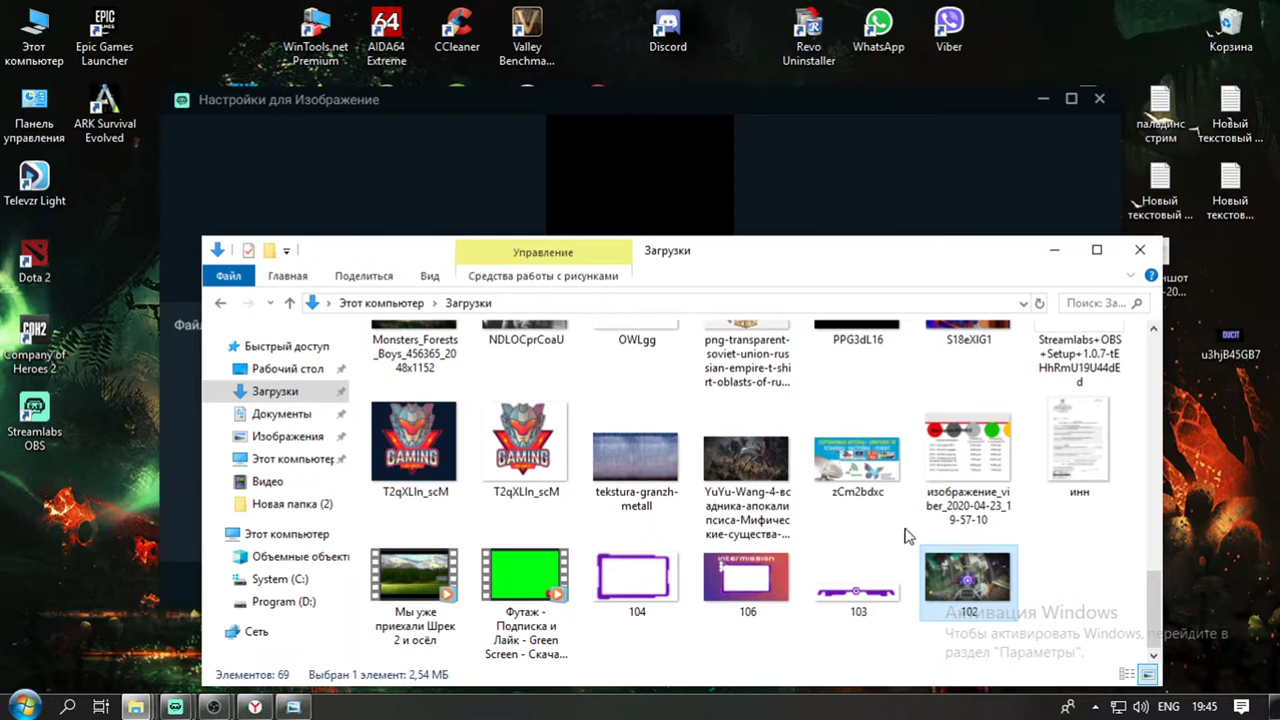 Этот
компьютер
EPIC
GAMES
Epic Games
Launcher
WinTools.net
Premium
64
AIDA64
Extreme
CCleaner
Valley
Benchma...
Discord
Revo
Uninstaller
WhatsApp
Viber
Корзина
Панель
управления
ARK Survival
Evolved
Televzr Light
Dota 2
COH2
Company of
Heroes 2
Streamlabs
OBS
паладинс
стрим
Новый
текстовый ...
Новый
текстовый ...
Новый
текстов...
u3hjB45GB7
Настройки для Изображение
Управление
Загрузки
Файл
Главная
Поделиться
Вид
Средства работы с рисунками
Этот компьютер
Загрузки
Поиск: За...
Быстрый доступ
Рабочий стол
Загрузки
Документы
Изображения
Этот компьютер
Видео
Новая папка (2)
Этот компьютер
Объемные объект
System (C:)
Program (D:)
Сеть
Monsters_Forests
_Boys_456365_20
48x1152
NDLOCprCoaU
OWLgg
png-transparent-
soviet-union-rus
sian-empire-t-shi
rt-oblasts-of-ru...
PPG3dL16
S18eXIG1
Streamlabs+OBS
+Setup+1.0.7-tE
HhRmU19U44dE
d
GAMING
T2qXLIn_scM
GAMING
T2qXLIn_scM
tekstura-granzh-
metall
YuYu-Wang-4-вс
адника-апокали
псиса-Мифичес
кие-существа-...
zCm2bdxc
изображение_vi
ber_2020-04-23_1
9-57-10
инн
Мы уже
приехали Шрек
2 и осёл
Футаж -
Подписка и
Лайк - Green
Screen - Скача...
104
intermission
106
103
102
Активация Windows
Чтобы активировать Windows, перейдите в
раздел "Параметры".
Элементов: 69
Выбран 1 элемент: 2,54 МБ
ENG
19:45